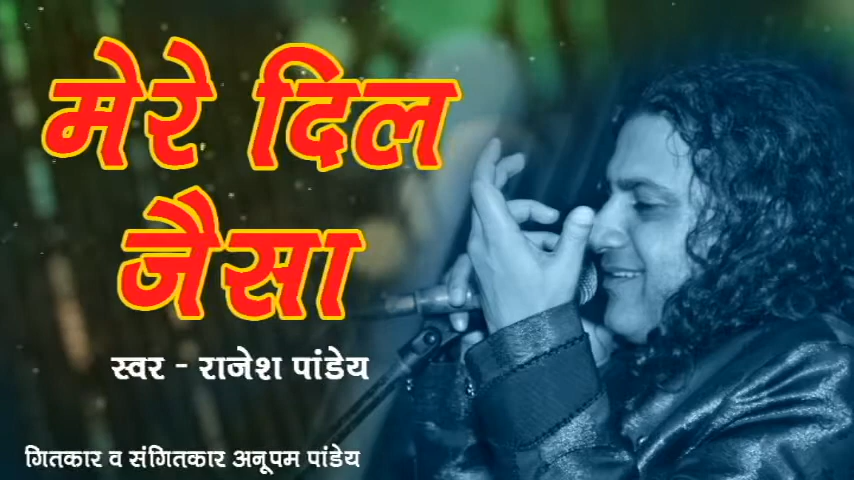 मेरे दिल
जैसा
स्वर - राजेश पांडेय
गितकार व संगितकार अनूपम पांडेय